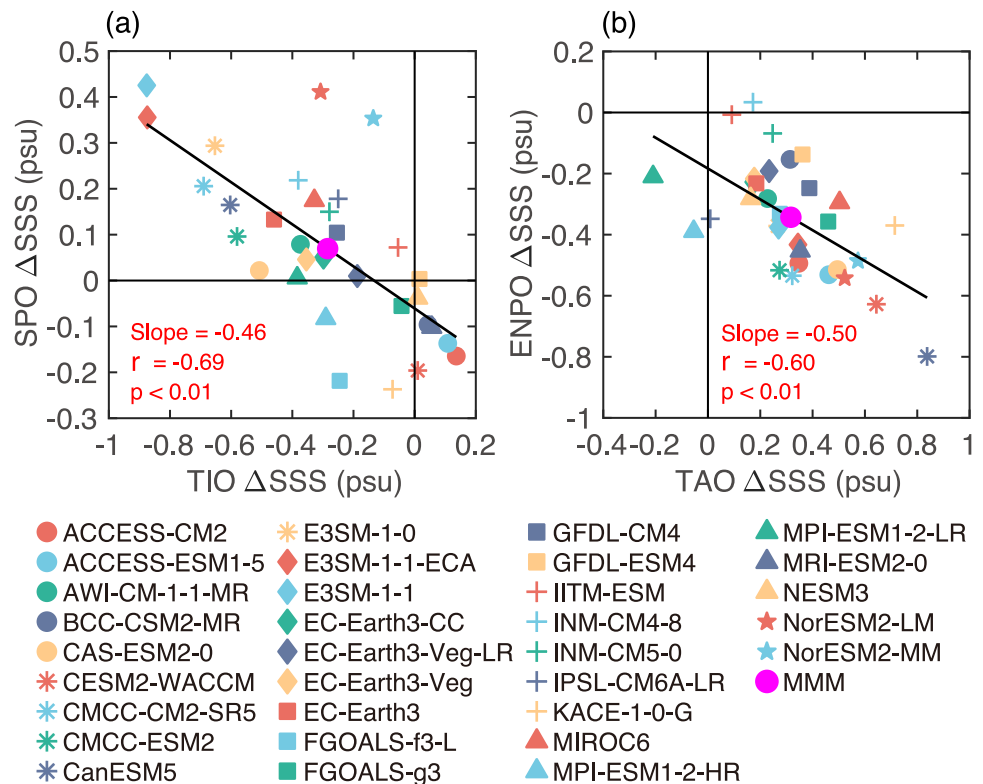 (a)
SPO ΔSSS (psu)
0.5
0.4
0.3
0.2
0.1
0
-0.1
-0.2
-0.3
Slope = -0.46
r = -0.69
p < 0.01
-1 -0.8 -0.6 -0.4 -0.2 0 0.2
TIO ΔSSS (psu)
(b)
ENPO ΔSSS (psu)
0.2
0
-0.2
-0.4
-0.6
-0.8
-1
Slope = -0.50
r = -0.60
p < 0.01
-0.4 -0.2 0 0.2 0.4 0.6 0.8 1
TAO ΔSSS (psu)
ACCESS-CM2
ACCESS-ESM1-5
AWI-CM-1-1-MR
BCC-CSM2-MR
CAS-ESM2-0
CESM2-WACCM
CMCC-CM2-SR5
CMCC-ESM2
CanESM5
E3SM-1-0
E3SM-1-1-ECA
E3SM-1-1
EC-Earth3-CC
EC-Earth3-Veg-LR
EC-Earth3-Veg
EC-Earth3
FGOALS-f3-L
FGOALS-g3
GFDL-CM4
GFDL-ESM4
IITM-ESM
INM-CM4-8
INM-CM5-0
IPSL-CM6A-LR
KACE-1-0-G
MIROC6
MPI-ESM1-2-HR
MPI-ESM1-2-LR
MRI-ESM2-0
NESM3
NorESM2-LM
NorESM2-MM
MMM